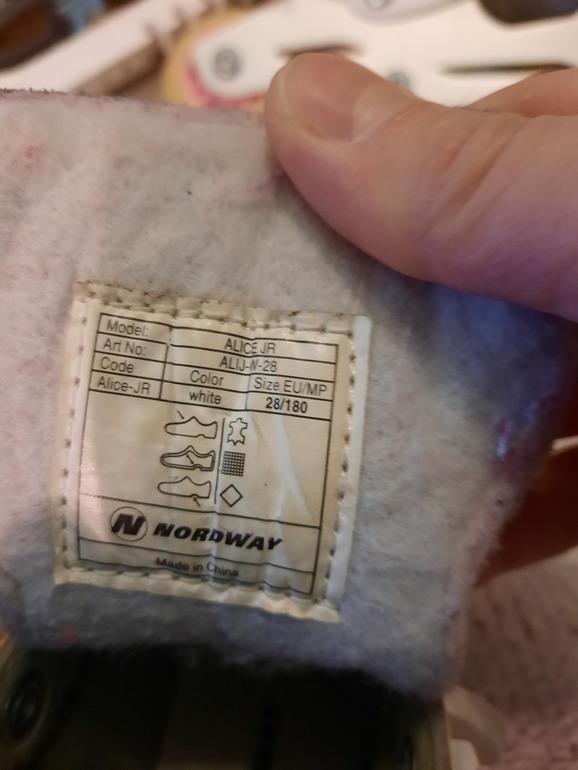 Model: ALICE JR
Art No: ALIJ-W-28
Code Color Size EU/MP
Alice-JR white 28/180
N NORDWAY
Made in China